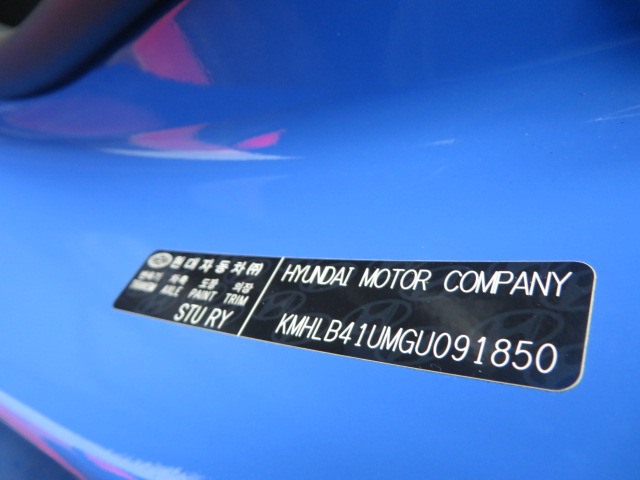 현대자동차(주)
변속기 차축 도장 의장
TRANSM AXLE PAINT TRIM
STU RY
HYUNDAI MOTOR COMPANY
KMHLB41UMGU091850